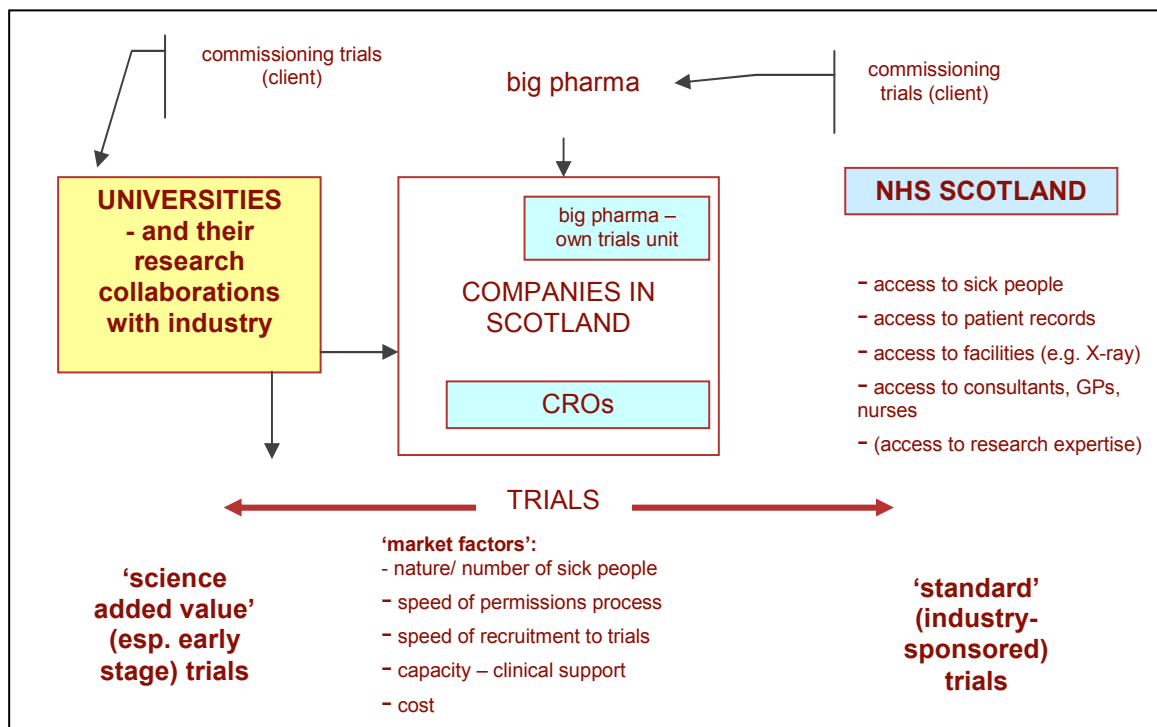 commissioning trials
(client)
big pharma
commissioning
trials (client)
UNIVERSITIES
- and their
research
collaborations
with industry
big pharma –
own trials unit
COMPANIES IN
SCOTLAND
CROs
NHS SCOTLAND
- access to sick people
- access to patient records
- access to facilities (e.g. X-ray)
- access to consultants, GPs,
nurses
- (access to research expertise)
TRIALS
‘science
added value’
(esp. early
stage) trials
‘market factors’:
- nature/ number of sick people
- speed of permissions process
- speed of recruitment to trials
- capacity – clinical support
- cost
‘standard’
(industry-
sponsored)
trials